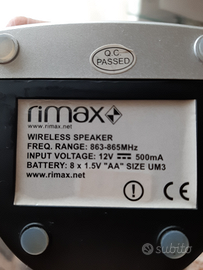 Q.C
PASSED
rimax
www.rimax.net
WIRELESS SPEAKER
FREQ. RANGE: 863-865MHz
INPUT VOLTAGE: 12V 500mA
BATTERY: 8 x 1.5V "AA" SIZE UM3
www.rimax.net
CE
subito